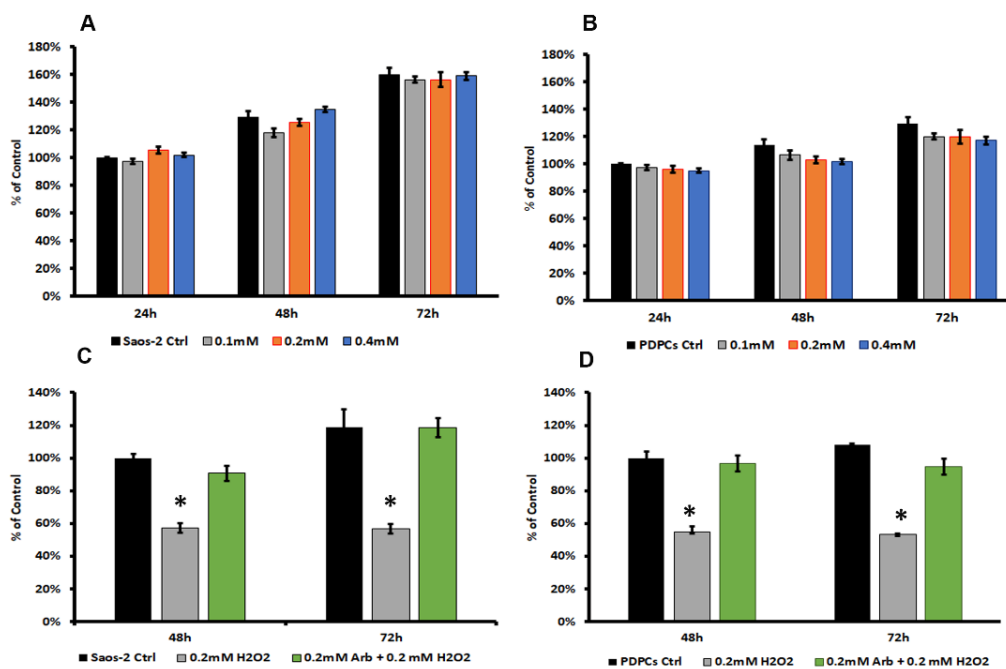 A
% of Control
180%
160%
140%
120%
100%
80%
60%
40%
20%
0%
24h 48h 72h
Saos-2 Ctrl 0.1mM 0.2mM 0.4mM
B
% of Control
180%
160%
140%
120%
100%
80%
60%
40%
20%
0%
24h 48h 72h
PDPCs Ctrl 0.1mM 0.2mM 0.4mM
C
% of Control
140%
120%
100%
80%
60%
40%
20%
0%
* *
48h 72h
Saos-2 Ctrl 0.2mM H2O2 0.2mM Arb + 0.2 mM H2O2
D
% of Control
140%
120%
100%
80%
60%
40%
20%
0%
* *
48h 72h
PDPCs Ctrl 0.2mM H2O2 0.2mM Arb + 0.2 mM H2O2